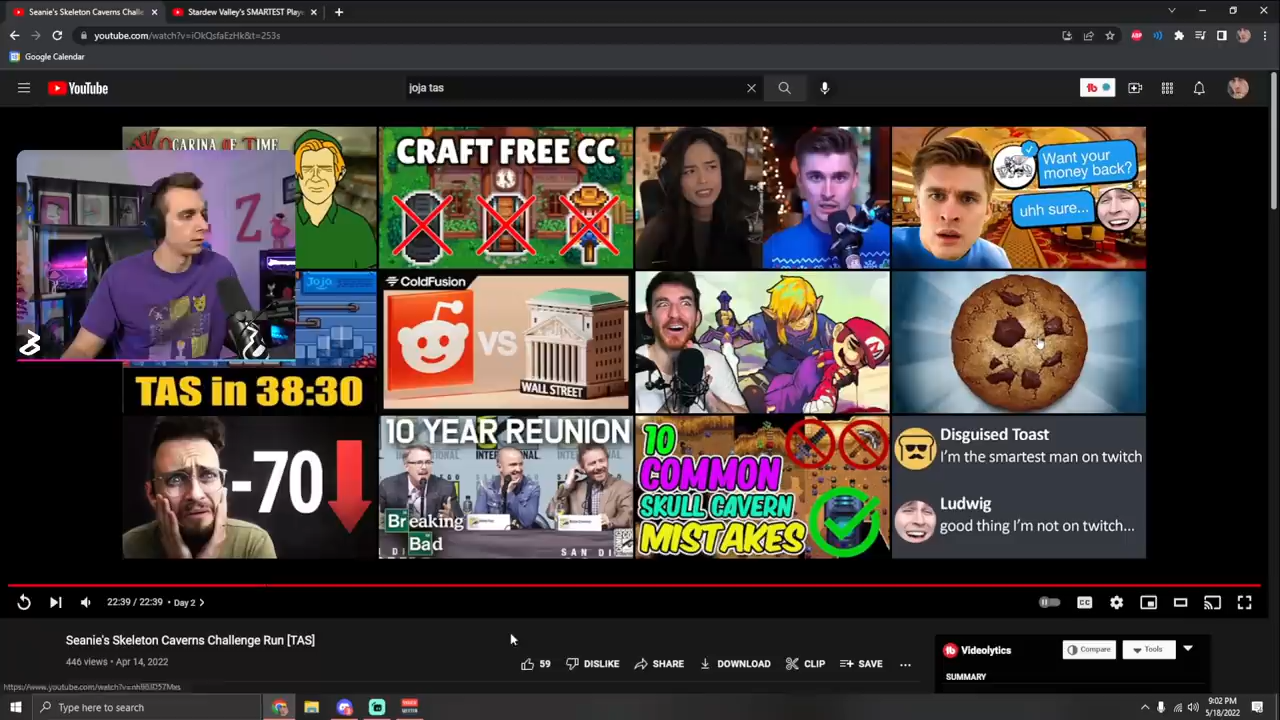 Seanie's Skeleton Caverns Challe
Stardew Valley's SMARTEST Play
youtube.com/watch?v=iOkQsfaEzHk&t=253s
Google Calendar
YouTube
joja tas
CARINA OF TIME
CRAFT FREE CC
Want your
money back?
uhh sure...
Joja
TAS in 38:30
ColdFusion
VS
WALL STREET
-70
10 YEAR REUNION
INTERNATIONAL
Breaking
Bad
SAN DI
10
COMMON
SKULL CAVERN
MISTAKES
Disguised Toast
I'm the smartest man on twitch
Ludwig
good thing I'm not on twitch...
22:39 / 22:39 • Day 2
CC
Seanie's Skeleton Caverns Challenge Run [TAS]
446 views • Apr 14, 2022
59
DISLIKE
SHARE
DOWNLOAD
CLIP
SAVE
Videolytics
Compare
Tools
SUMMARY
Type here to search
9:02 PM
5/18/2022